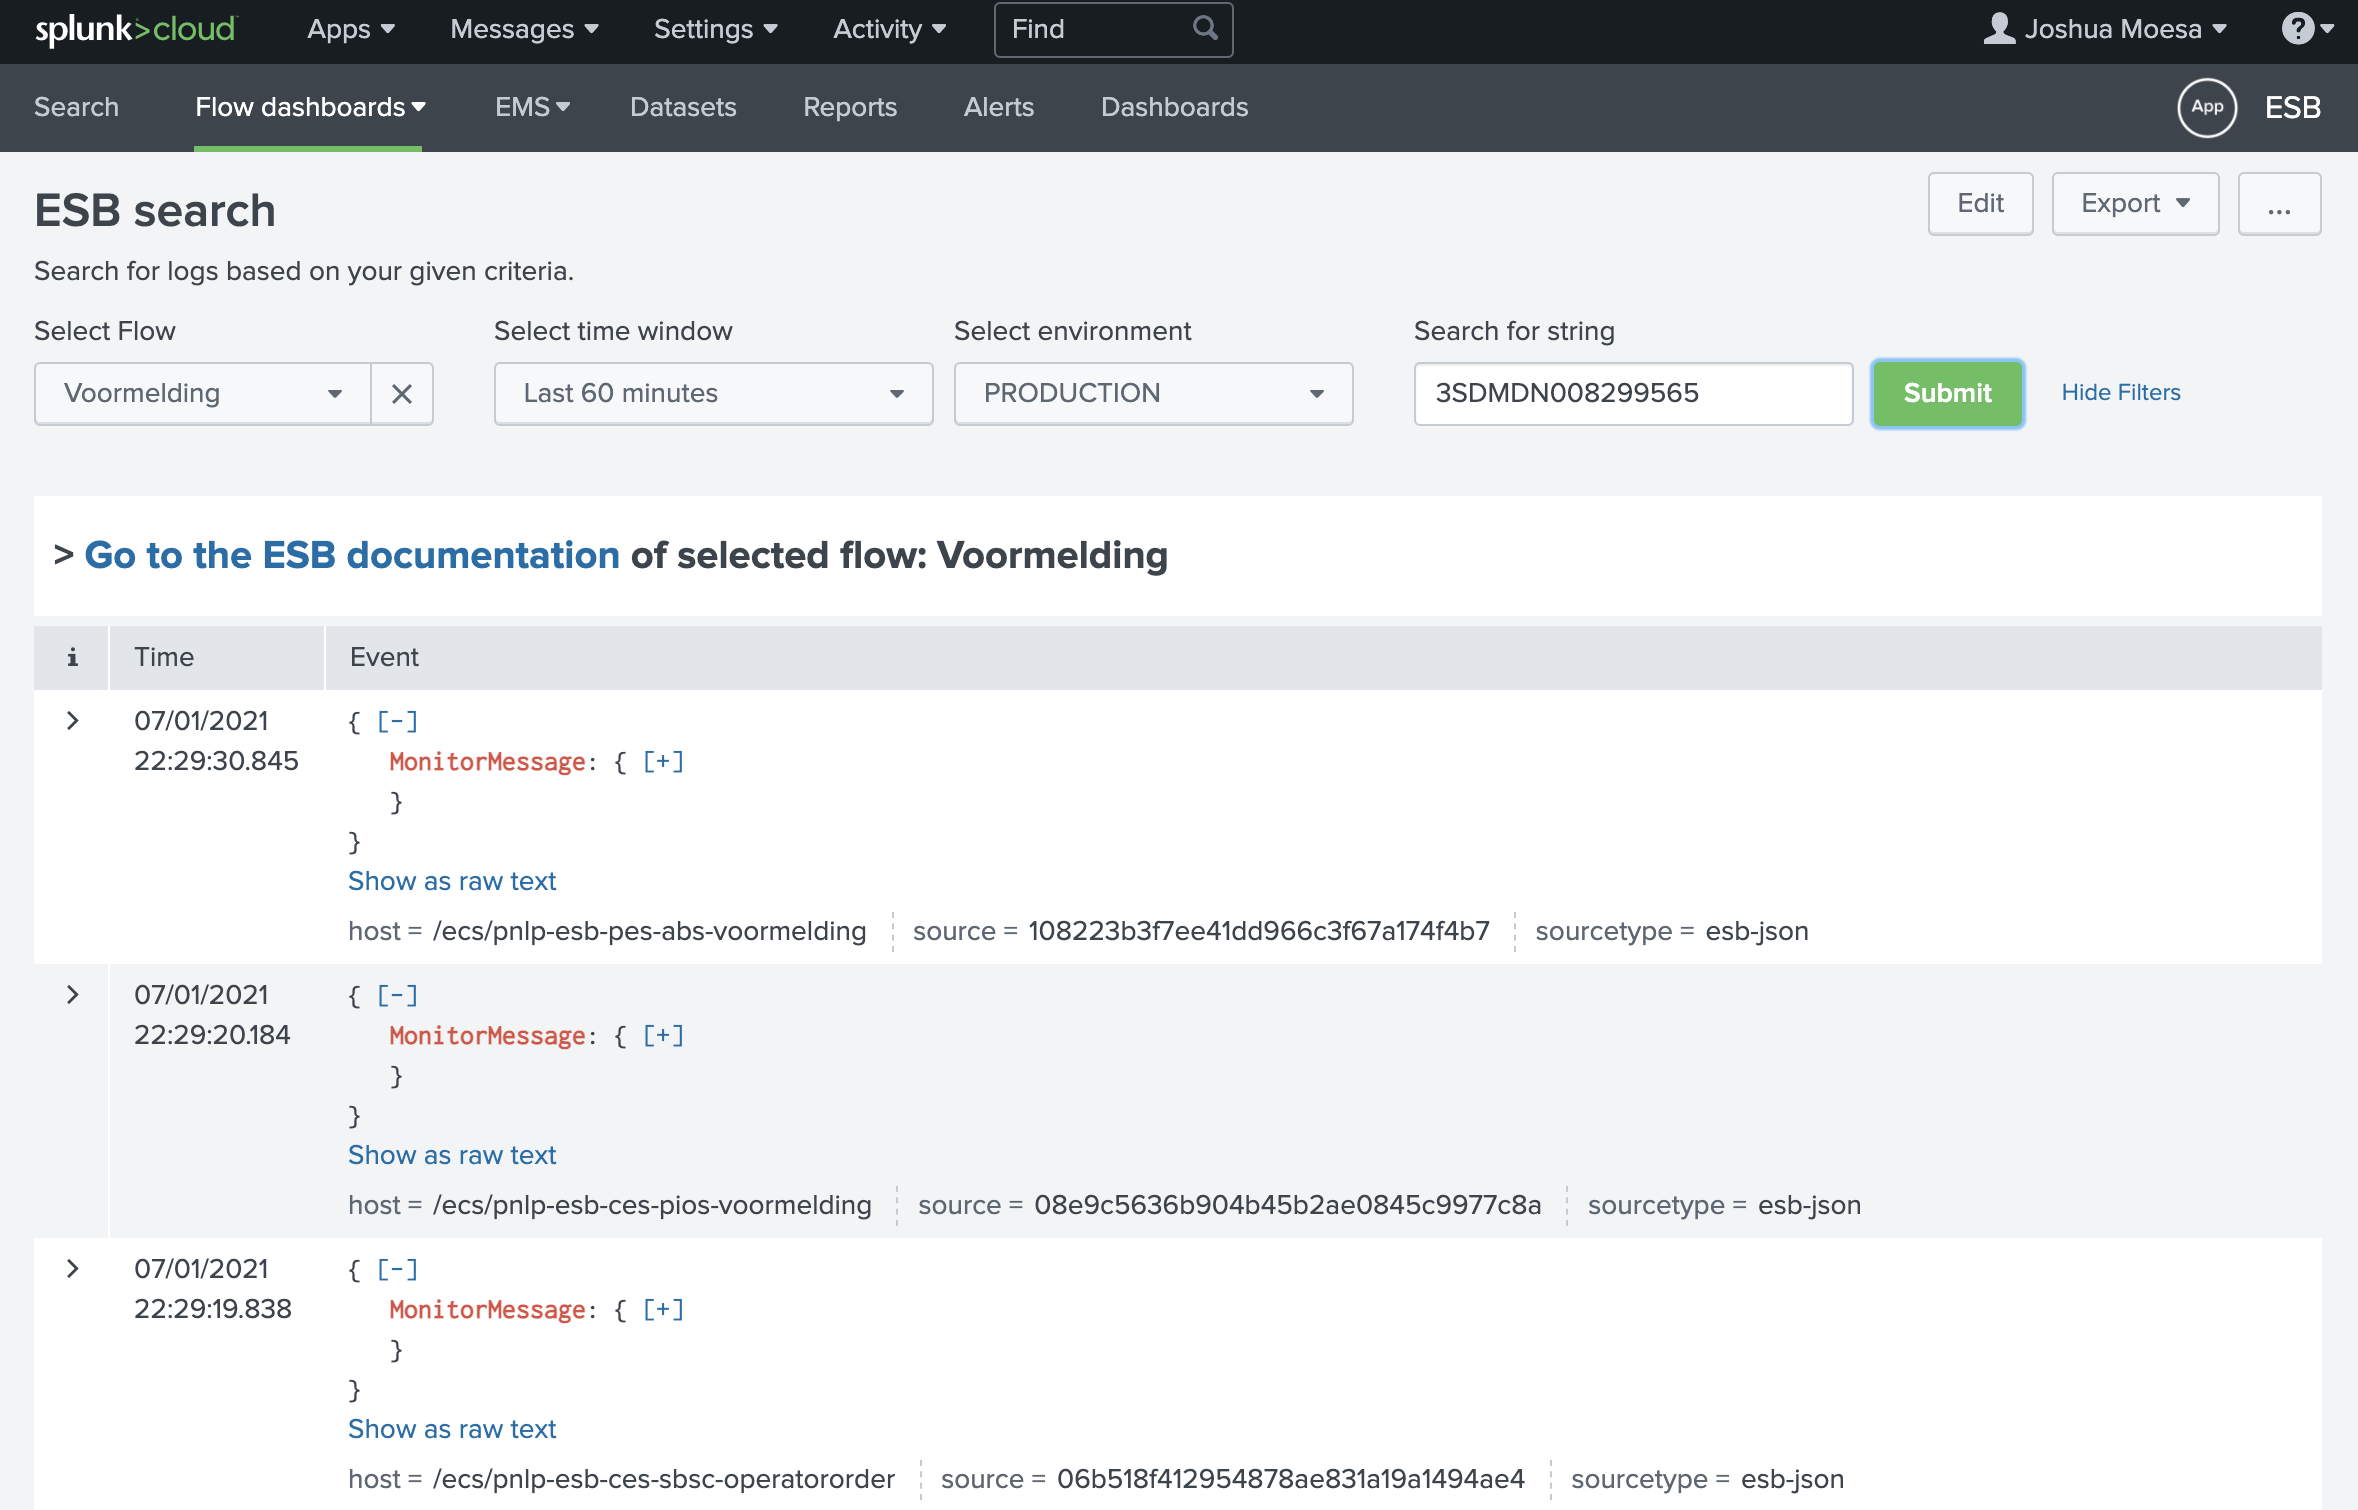 splunk>cloud Apps Messages Settings Activity Find Joshua Moesa ?
Search Flow dashboards EMS Datasets Reports Alerts Dashboards App ESB
ESB search Edit Export ...
Search for logs based on your given criteria.
Select Flow Select time window Select environment Search for string
Voormelding Last 60 minutes PRODUCTION 3SDMDN008299565 Submit Hide Filters
> Go to the ESB documentation of selected flow: Voormelding
i Time Event
07/01/2021 { [-]
22:29:30.845 MonitorMessage: { [+]
}
}
Show as raw text
host = /ecs/pnlp-esb-pes-abs-voormelding source = 108223b3f7ee41dd966c3f67a174f4b7 sourcetype = esb-json
07/01/2021 { [-]
22:29:20.184 MonitorMessage: { [+]
}
}
Show as raw text
host = /ecs/pnlp-esb-ces-pios-voormelding source = 08e9c5636b904b45b2ae0845c9977c8a sourcetype = esb-json
07/01/2021 { [-]
22:29:19.838 MonitorMessage: { [+]
}
}
Show as raw text
host = /ecs/pnlp-esb-ces-sbsc-operatororder source = 06b518f412954878ae831a19a1494ae4 sourcetype = esb-json